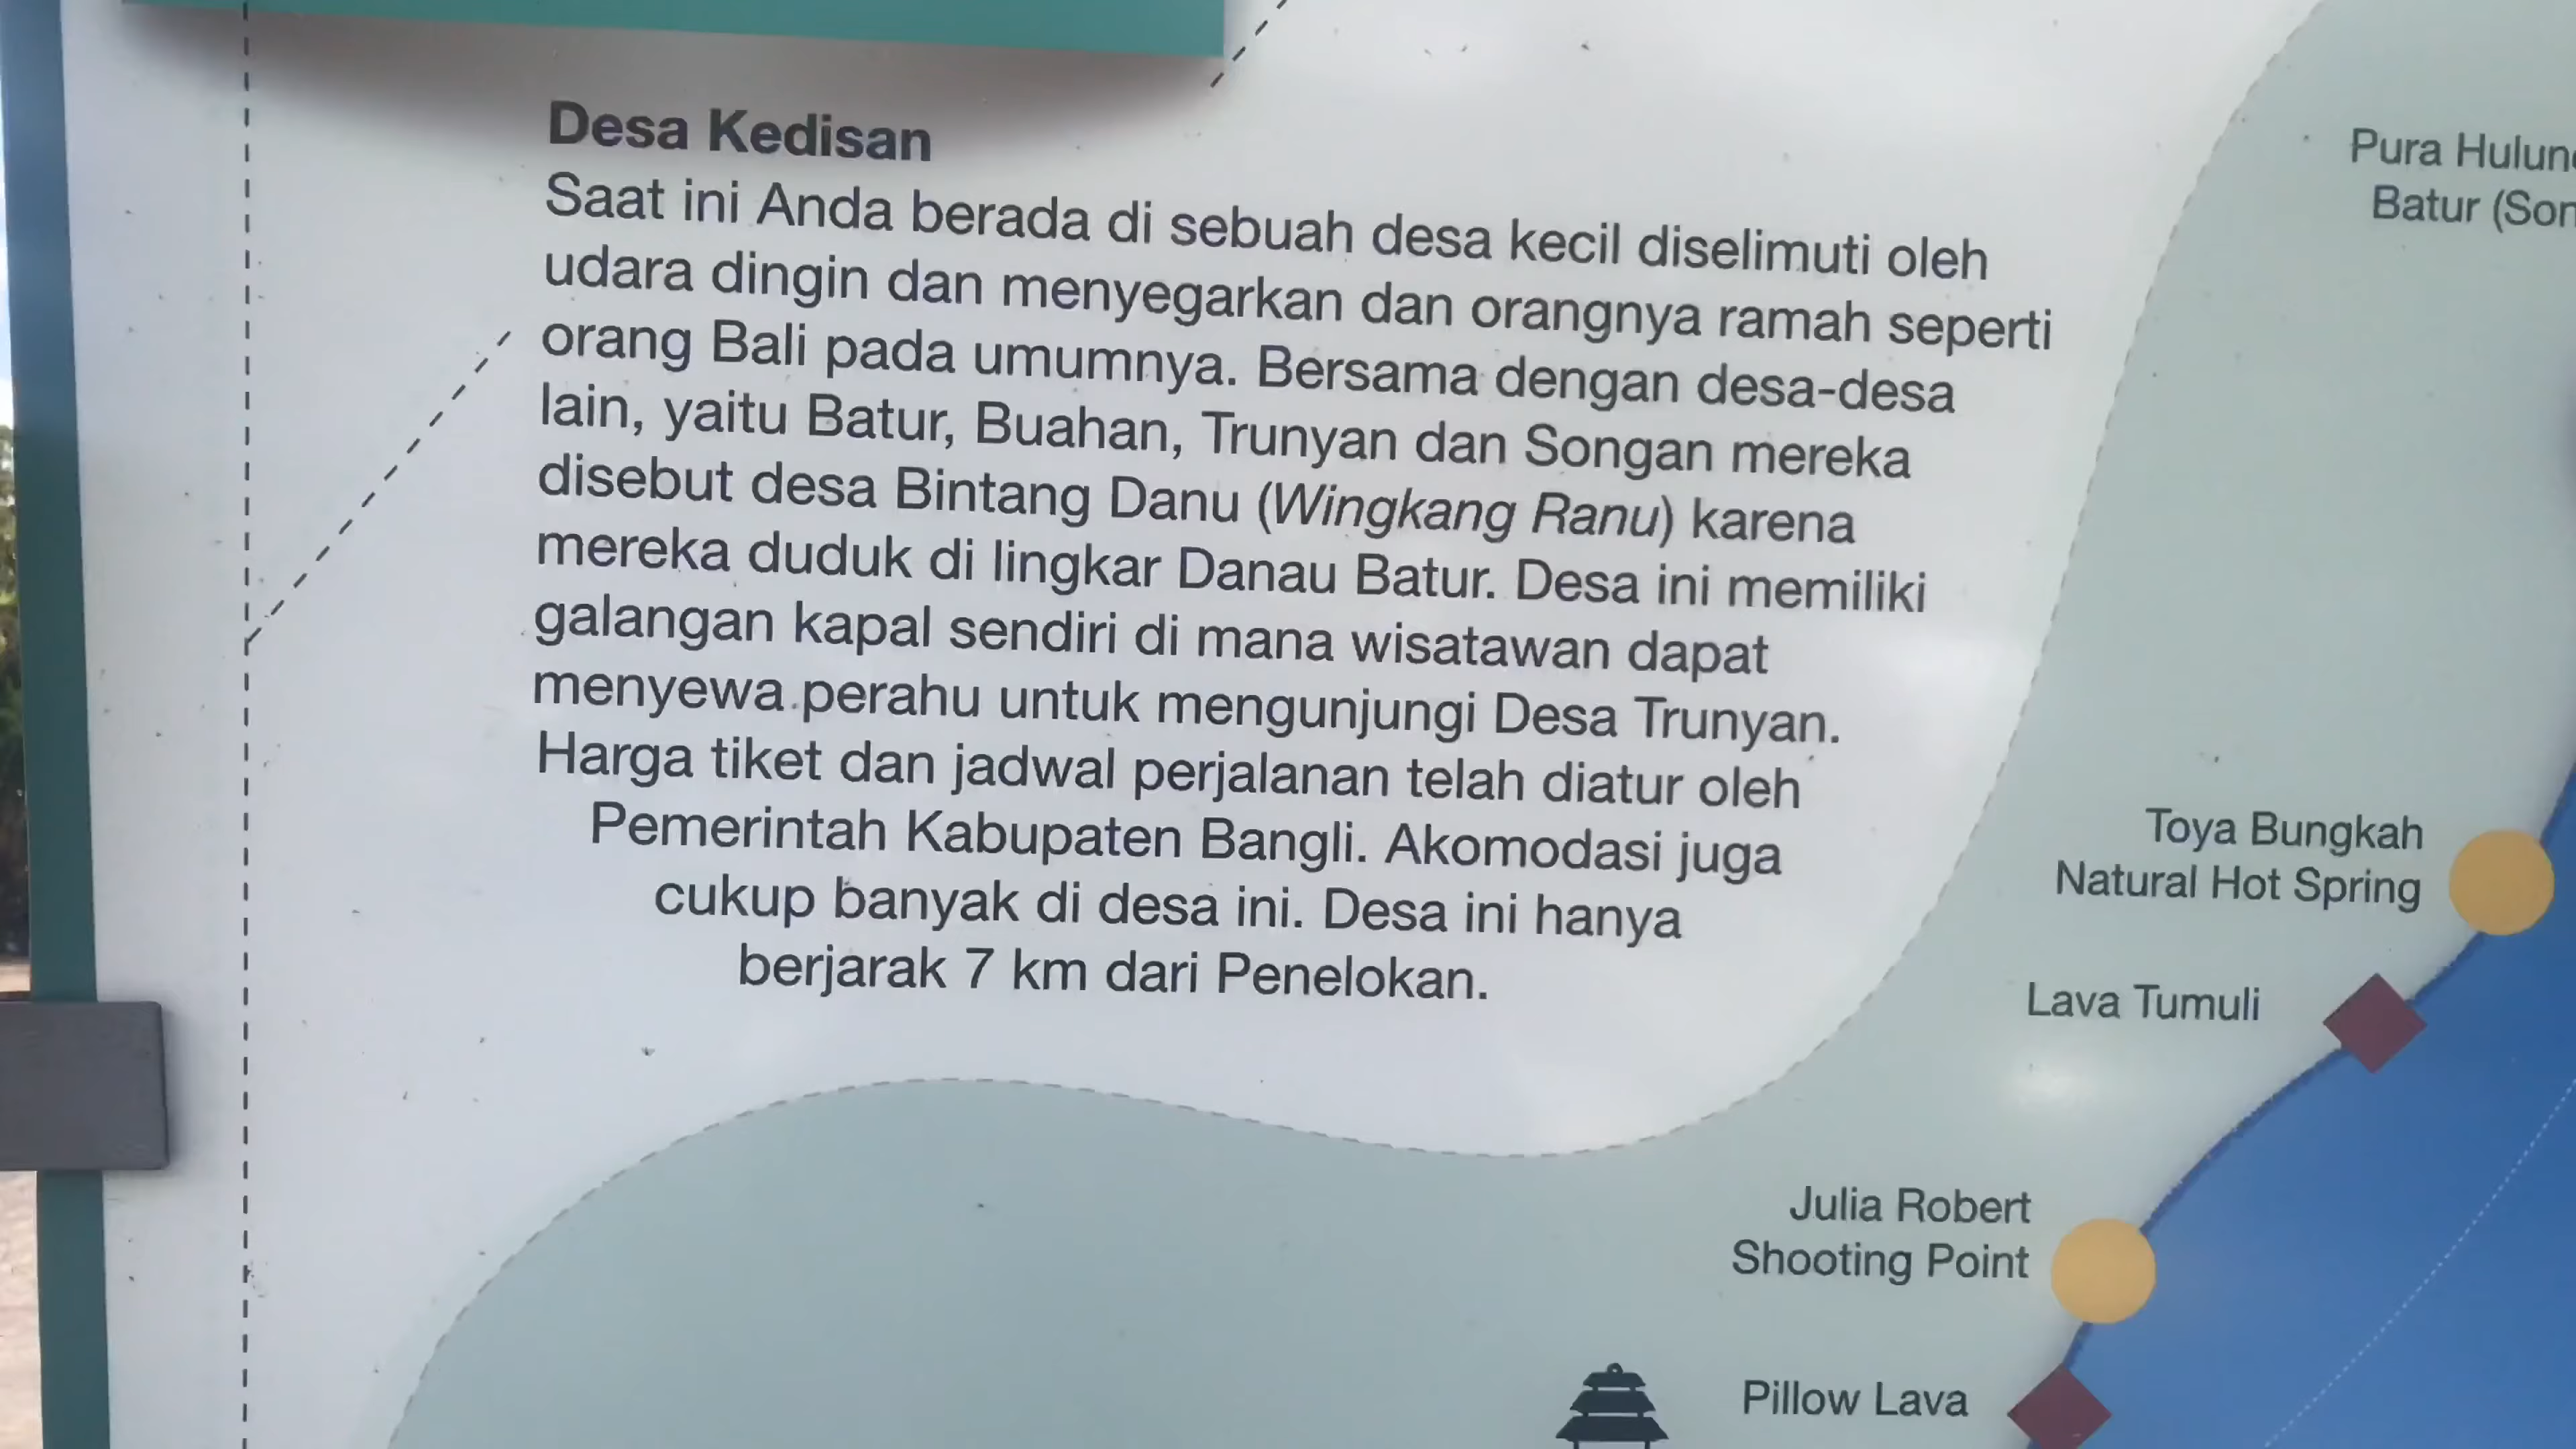 Desa Kedisan
Saat ini Anda berada di sebuah desa kecil diselimuti oleh
udara dingin dan menyegarkan dan orangnya ramah seperti
orang Bali pada umumnya. Bersama dengan desa-desa
lain, yaitu Batur, Buahan, Trunyan dan Songan mereka
disebut desa Bintang Danu (Wingkang Ranu) karena
mereka duduk di lingkar Danau Batur. Desa ini memiliki
galangan kapal sendiri di mana wisatawan dapat
menyewa perahu untuk mengunjungi Desa Trunyan.
Harga tiket dan jadwal perjalanan telah diatur oleh
Pemerintah Kabupaten Bangli. Akomodasi juga
cukup banyak di desa ini. Desa ini hanya
berjarak 7 km dari Penelokan.
Pura
Batur
Toya Bungkah
Natural Hot Spring
Lava Tumuli
Julia Robert
Shooting Point
Pillow Lava